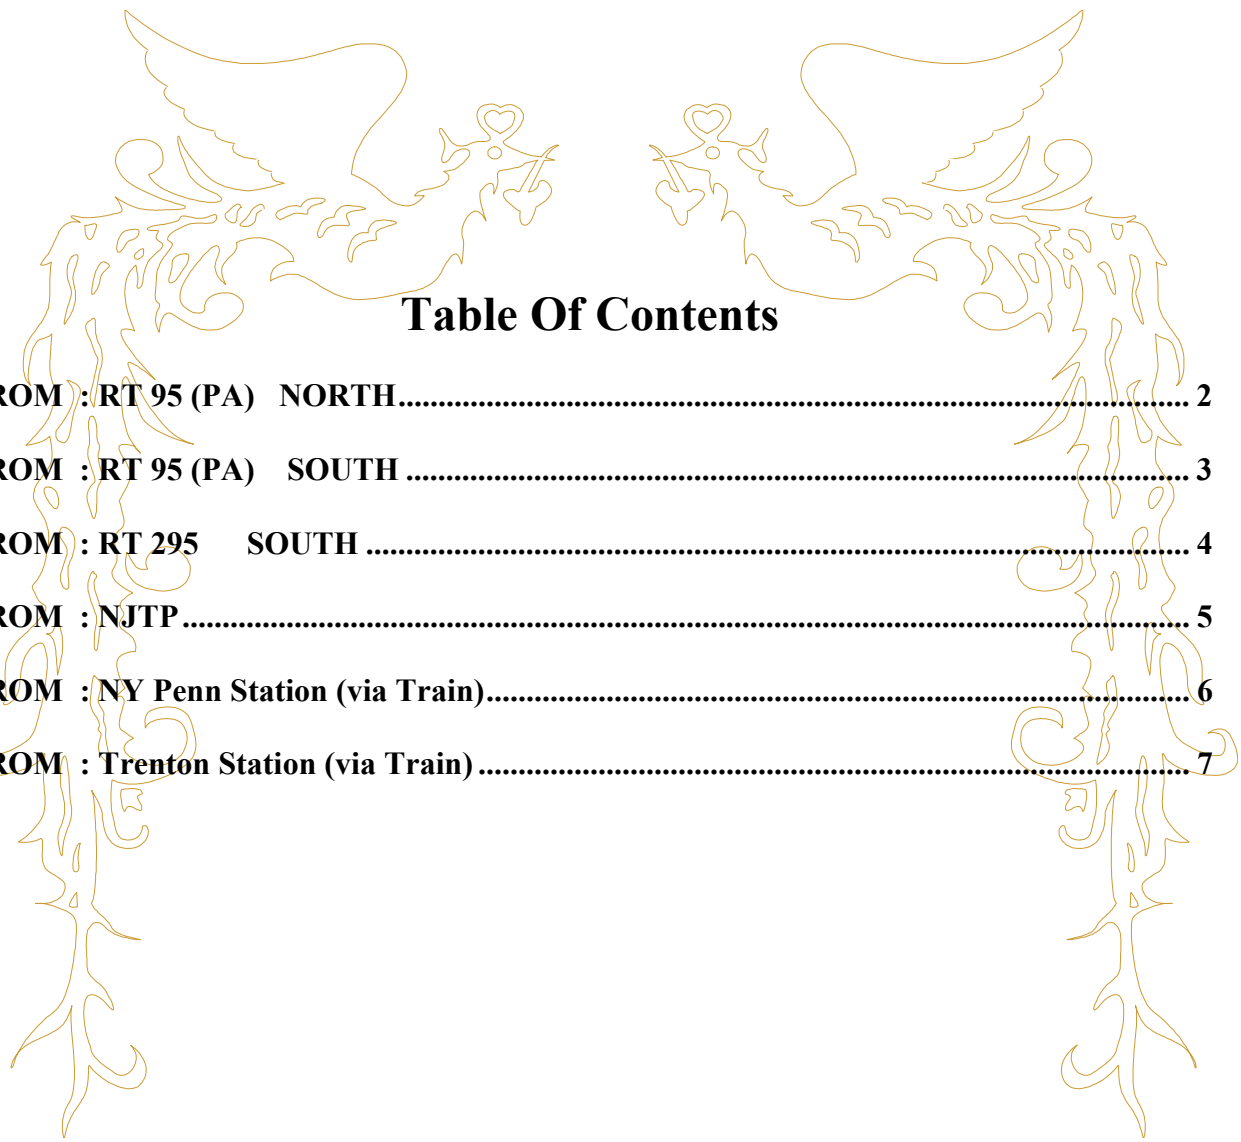 Table Of Contents
ROM : RT 95 (PA) NORTH.................................................................................................. 2
ROM : RT 95 (PA) SOUTH ................................................................................................. 3
ROM : RT 295 SOUTH ...................................................................................................... 4
ROM : NJTP............................................................................................................................. 5
ROM : NY Penn Station (via Train)....................................................................................... 6
ROM : Trenton Station (via Train) ........................................................................................ 7